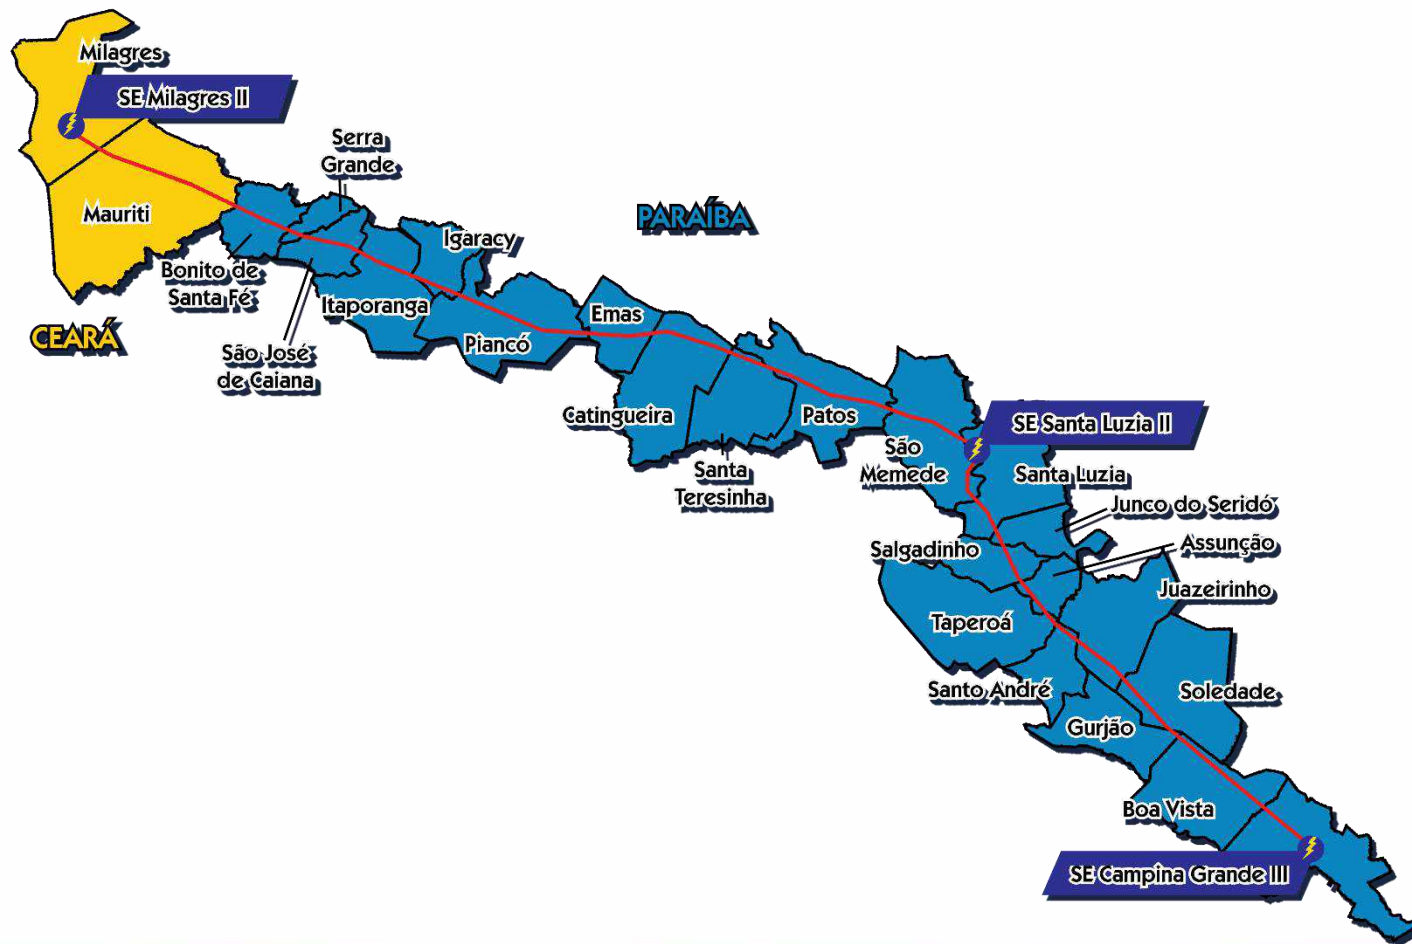 Milagres
SE Milagres II
Serra
Grande
Mauriti
PARAÍBA
Igaracy
Bonito de
Santa Fé
Itaporanga
Emas
CEARÁ
Piancó
São José
de Caiana
Catingueira
Patos
SE Santa Luzia II
São
Memede
Santa
Teresinha
Santa Luzia
Junco do Seridó
Salgadinho
Assunção
Juazeirinho
Taperoá
Santo André
Soledade
Gurjão
Boa Vista
SE Campina Grande III